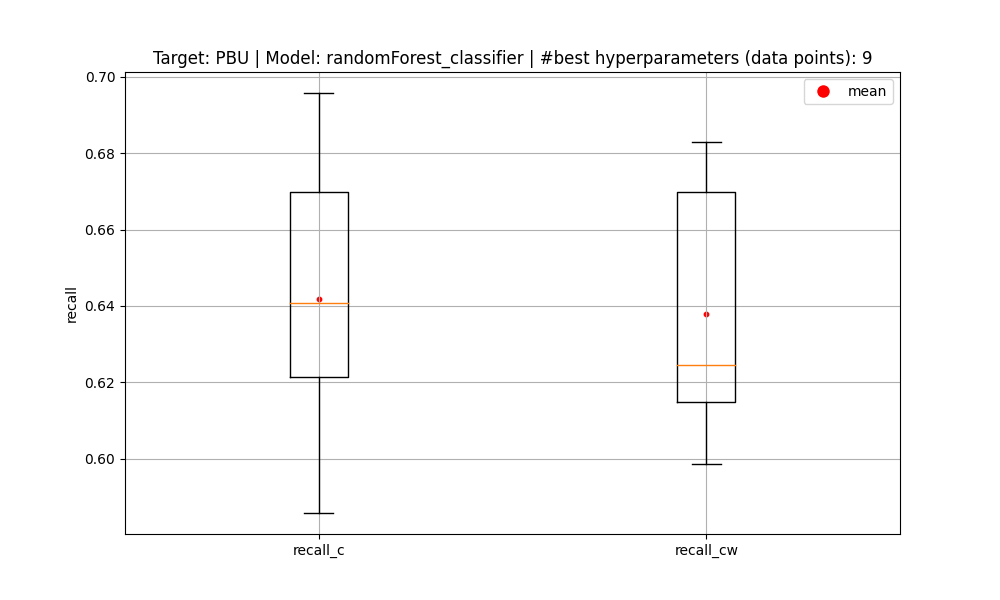 Target: PBU | Model: randomForest_classifier | #best hyperparameters (data points): 9
mean
0.70
0.68
0.66
0.64
0.62
0.60
recall
recall_c
recall_cw